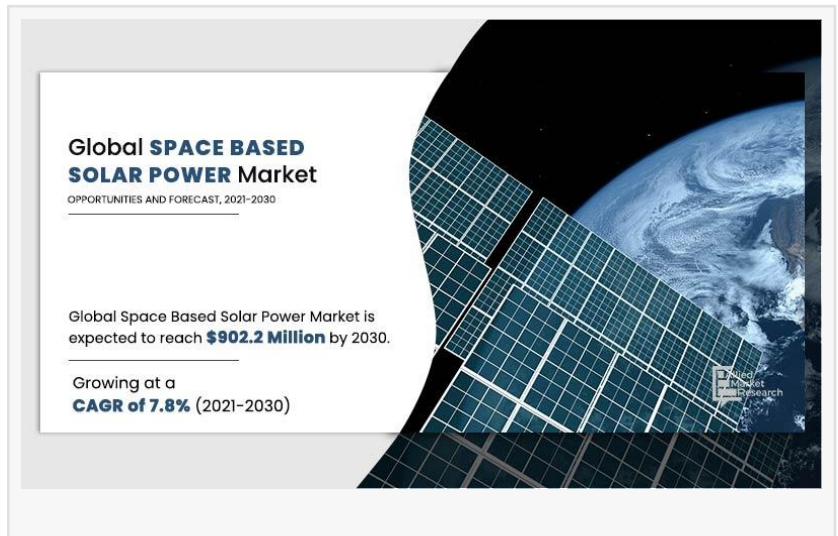 Global SPACE BASED
SOLAR POWER Market
OPPORTUNITIES AND FORECAST, 2021-2030
Global Space Based Solar Power Market is
expected to reach $902.2 Million by 2030.
Growing at a
CAGR of 7.8% (2021-2030)
Allied
Market
Research